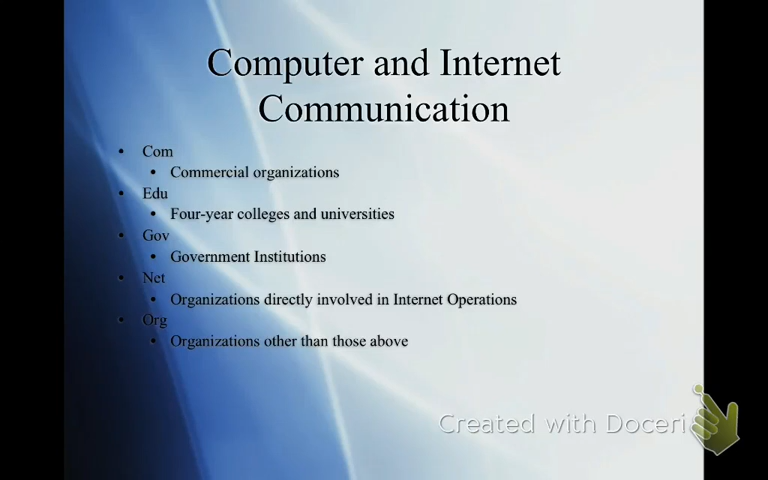 Computer and Internet
Communication
• Com
• Commercial organizations
• Edu
• Four-year colleges and universities
• Gov
• Government Institutions
• Net
• Organizations directly involved in Internet Operations
• Org
• Organizations other than those above
Created with Doceri